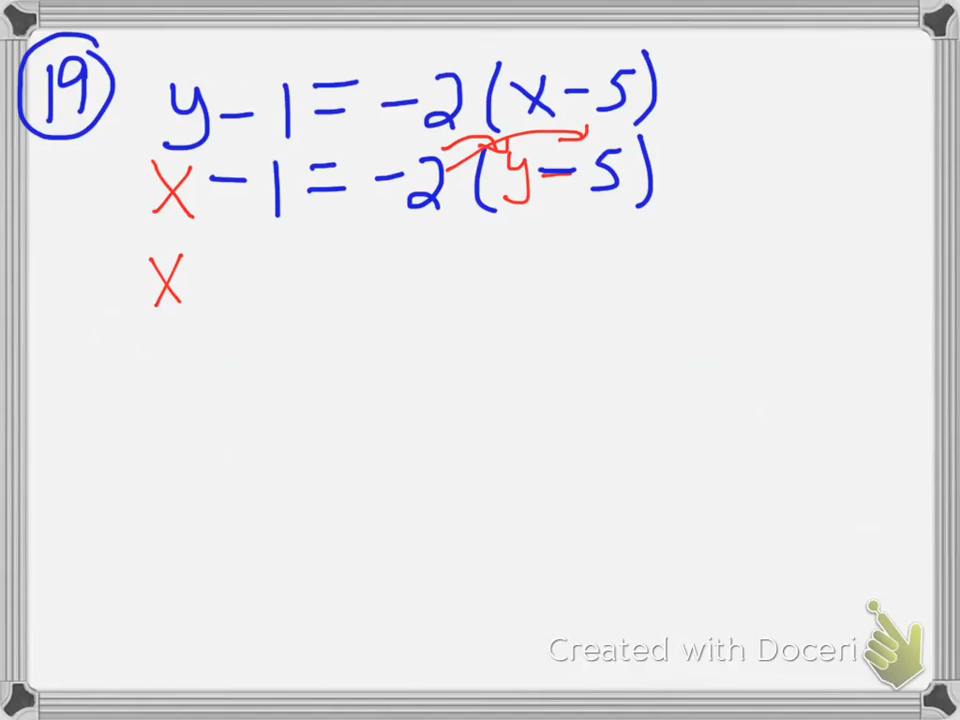 19
y - 1 = -2(x - 5)
x - 1 = -2(y - 5)
x
Created with Doceri